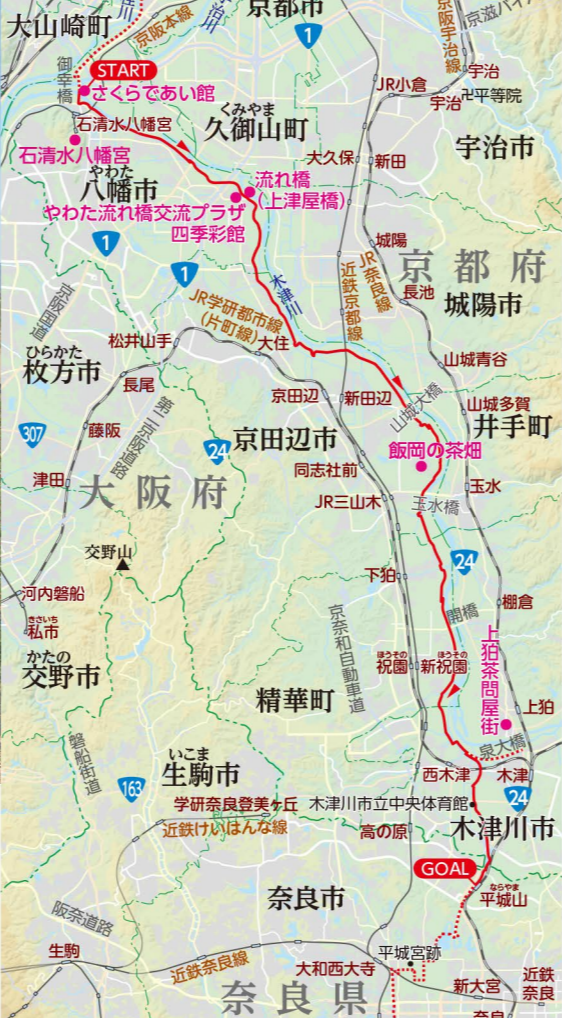 京都市
大山崎町
京阪本線
治川
川
1
京阪宇治線
京滋バイパ
御幸橋
START
さくらであい館
宇治
JR小倉
宇治
卍平等院
石清水八幡宮
くみやま
久御山町
宇治市
石清水八幡宮
大久保
新田
やわた
八幡市
流れ橋
(上津屋橋)
やわた流れ橋交流プラザ
四季彩館
1
城陽
京都府
1
木津川
近鉄京都線
JR奈良線
長池
城陽市
京阪国道
JR学研都市線
(片町線)
松井山手
大住
山城青谷
ひらかた
枚方市
長尾
京田辺
新田辺
山城大橋
山城多賀
井手町
307
藤阪
第二京阪道路
24
京田辺市
飯岡の茶畑
津田
同志社前
大阪府
玉水
JR三山木
玉水橋
交野山
24
下狛
河内磐船
棚倉
開橋
きさいち
私市
京奈和自動車道
上狛茶問屋街
かたの
交野市
ほうその
祝園
ほうその
新祝園
精華町
上狛
磐船街道
泉大橋
いこま
生駒市
西木津
木津
163
学研奈良登美ヶ丘
木津川市立中央体育館
24
近鉄けいはんな線
高の原
木津川市
GOAL
奈良市
ならやま
平城山
阪奈道路
生駒
平城宮跡
近鉄奈良線
大和西大寺
新大宮
近鉄
奈良
奈良県
奈良